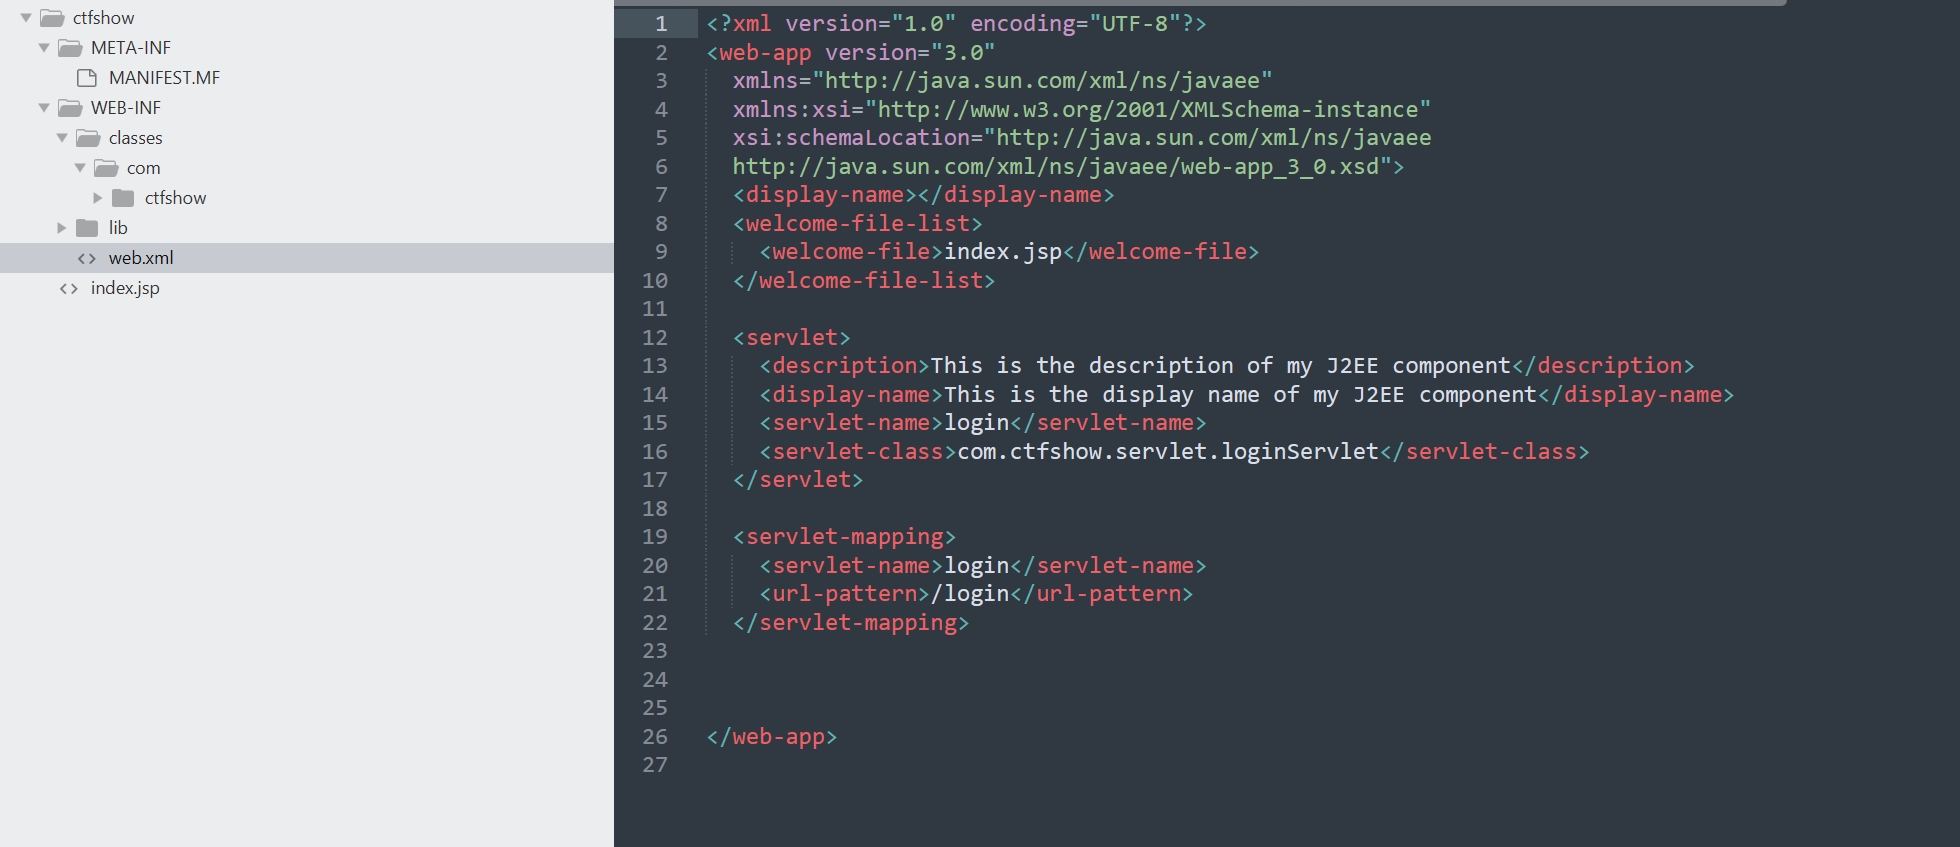 ctfshow
META-INF
MANIFEST.MF
WEB-INF
classes
com
ctfshow
lib
web.xml
index.jsp
1 <?xml version="1.0" encoding="UTF-8"?>
2 <web-app version="3.0"
3 xmlns="http://java.sun.com/xml/ns/javaee"
4 xmlns:xsi="http://www.w3.org/2001/XMLSchema-instance"
5 xsi:schemaLocation="http://java.sun.com/xml/ns/javaee
6 http://java.sun.com/xml/ns/javaee/web-app_3_0.xsd">
7 <display-name></display-name>
8 <welcome-file-list>
9 <welcome-file>index.jsp</welcome-file>
10 </welcome-file-list>
11
12 <servlet>
13 <description>This is the description of my J2EE component</description>
14 <display-name>This is the display name of my J2EE component</display-name>
15 <servlet-name>login</servlet-name>
16 <servlet-class>com.ctfshow.servlet.loginServlet</servlet-class>
17 </servlet>
18
19 <servlet-mapping>
20 <servlet-name>login</servlet-name>
21 <url-pattern>/login</url-pattern>
22 </servlet-mapping>
23
24
25
26 </web-app>
27